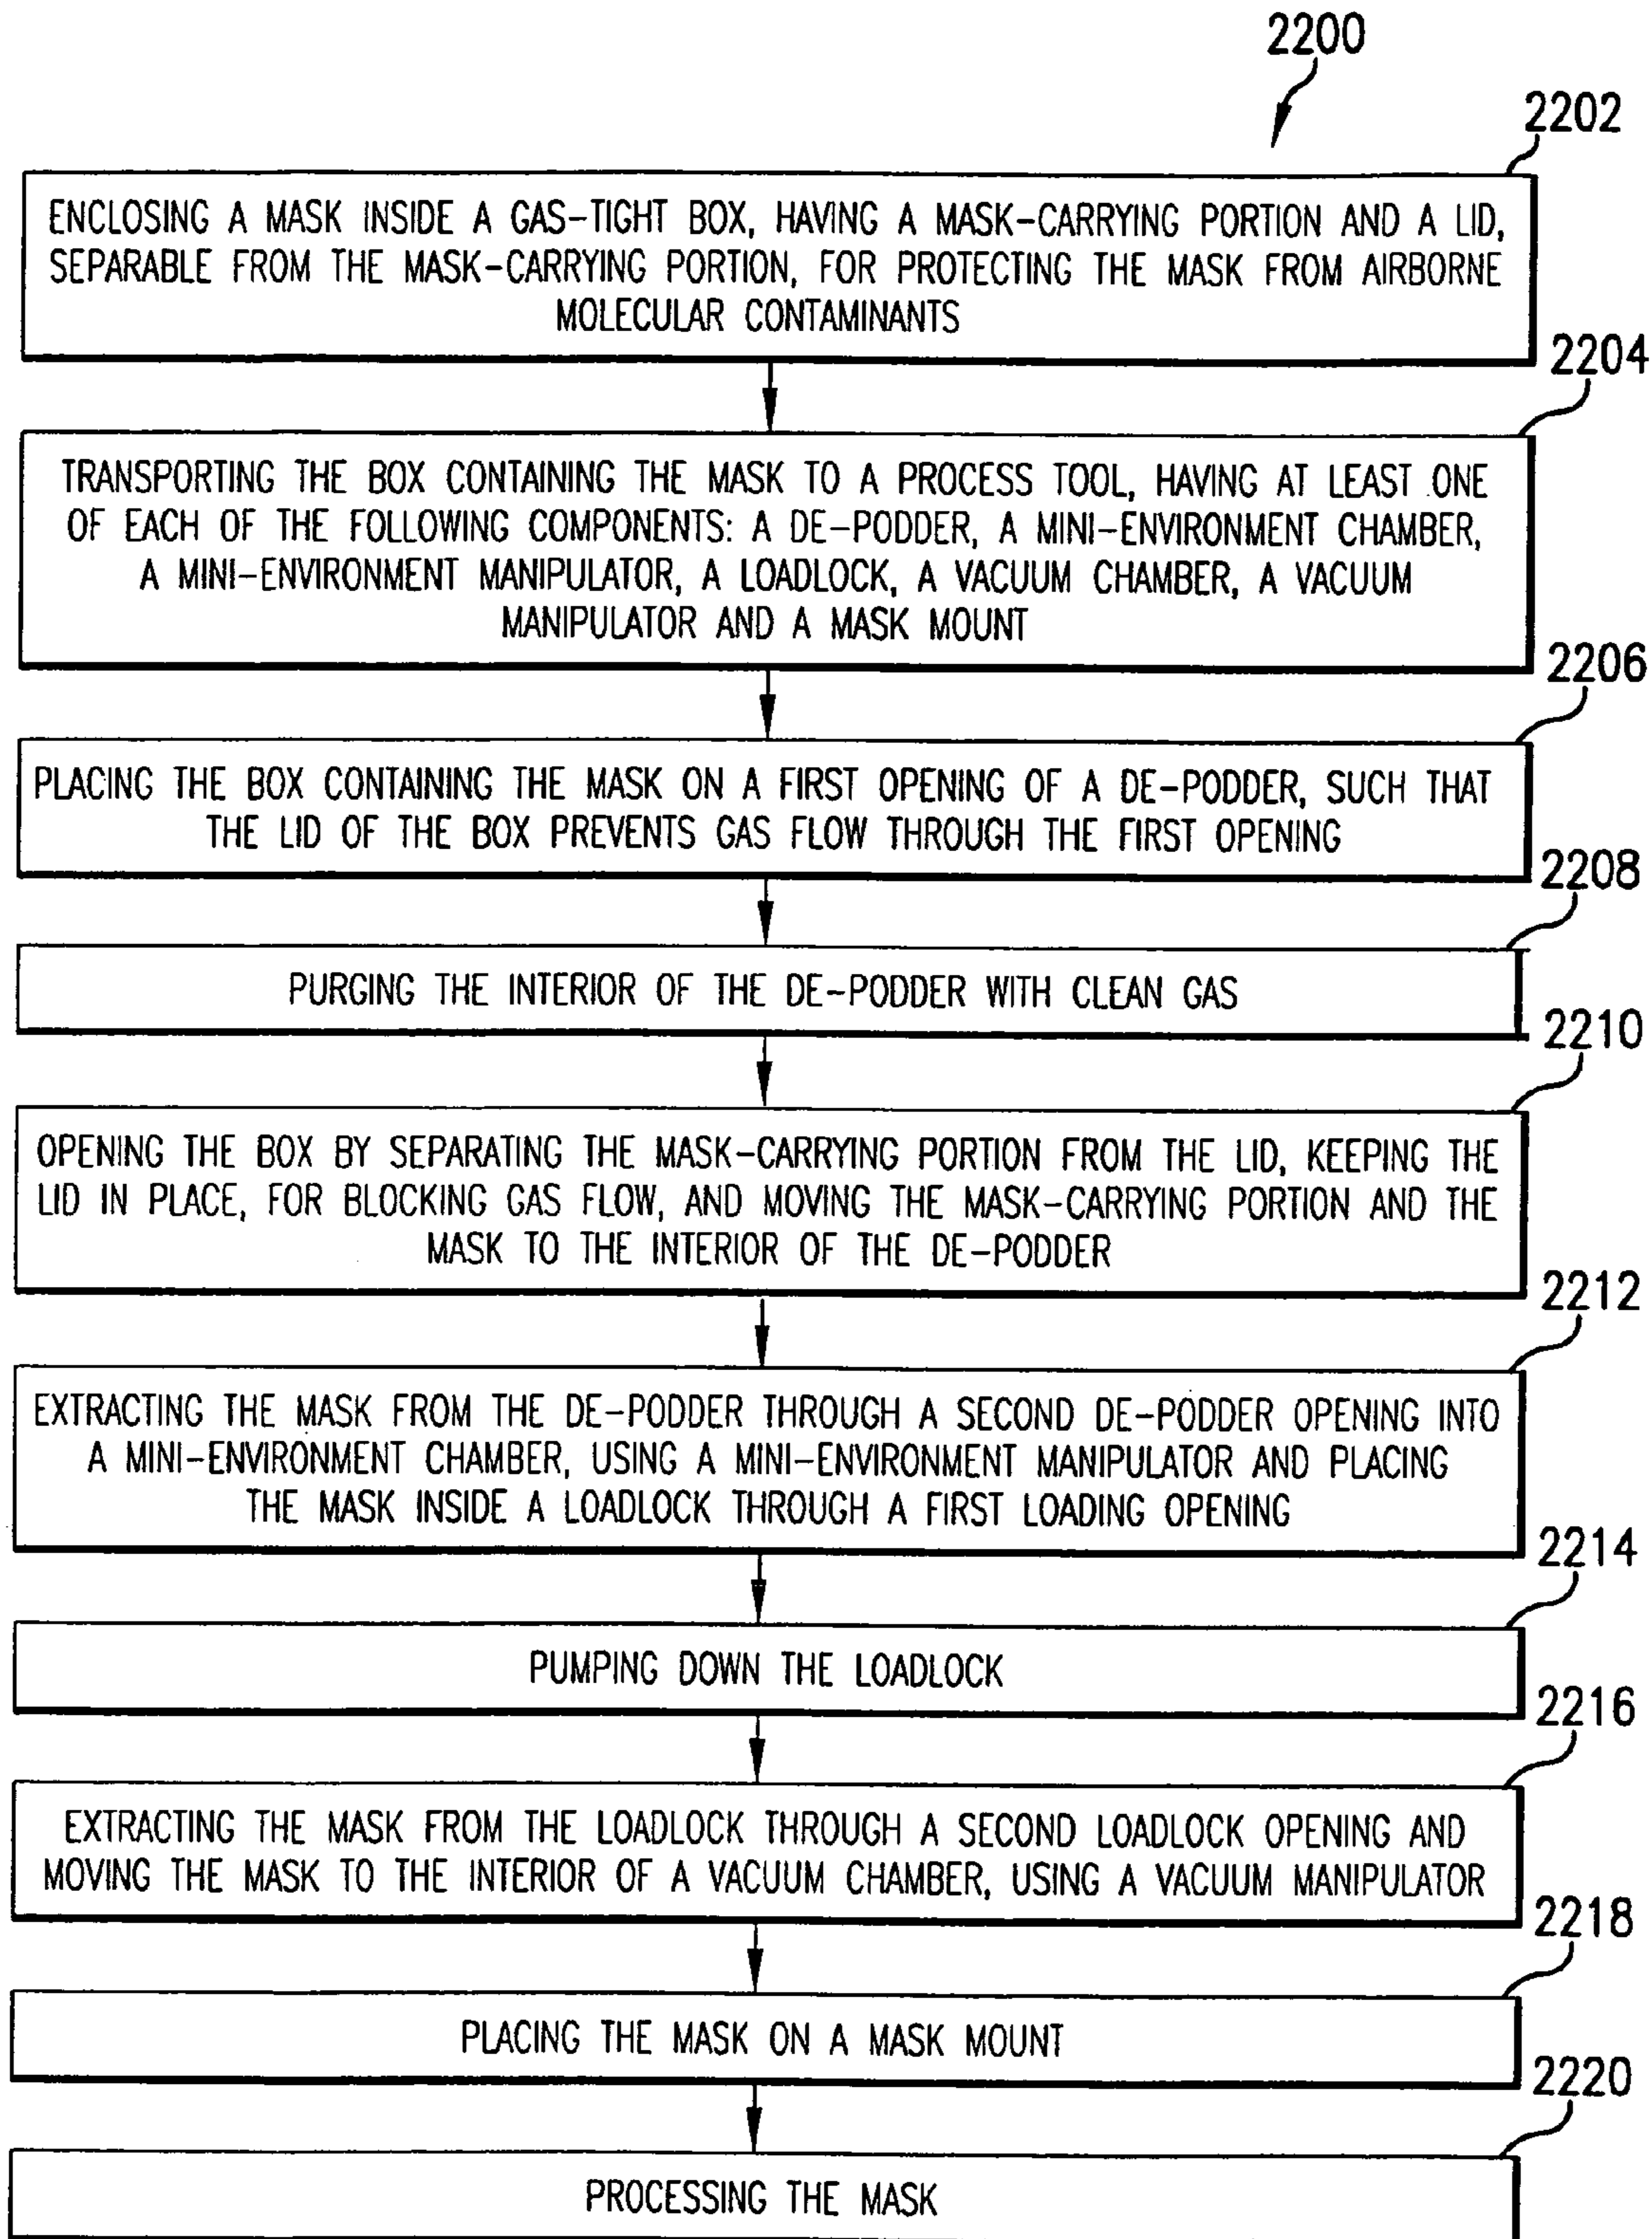 2200
2202
ENCLOSING A MASK INSIDE A GAS-TIGHT BOX, HAVING A MASK-CARRYING PORTION AND A LID,
SEPARABLE FROM THE MASK-CARRYING PORTION, FOR PROTECTING THE MASK FROM AIRBORNE
MOLECULAR CONTAMINANTS
2204
TRANSPORTING THE BOX CONTAINING THE MASK TO A PROCESS TOOL, HAVING AT LEAST ONE
OF EACH OF THE FOLLOWING COMPONENTS: A DE-PODDER, A MINI-ENVIRONMENT CHAMBER,
A MINI-ENVIRONMENT MANIPULATOR, A LOADLOCK, A VACUUM CHAMBER, A VACUUM
MANIPULATOR AND A MASK MOUNT
2206
PLACING THE BOX CONTAINING THE MASK ON A FIRST OPENING OF A DE-PODDER, SUCH THAT
THE LID OF THE BOX PREVENTS GAS FLOW THROUGH THE FIRST OPENING
2208
PURGING THE INTERIOR OF THE DE-PODDER WITH CLEAN GAS
2210
OPENING THE BOX BY SEPARATING THE MASK-CARRYING PORTION FROM THE LID, KEEPING THE
LID IN PLACE, FOR BLOCKING GAS FLOW, AND MOVING THE MASK-CARRYING PORTION AND THE
MASK TO THE INTERIOR OF THE DE-PODDER
2212
EXTRACTING THE MASK FROM THE DE-PODDER THROUGH A SECOND DE-PODDER OPENING INTO
A MINI-ENVIRONMENT CHAMBER, USING A MINI-ENVIRONMENT MANIPULATOR AND PLACING
THE MASK INSIDE A LOADLOCK THROUGH A FIRST LOADING OPENING
2214
PUMPING DOWN THE LOADLOCK
2216
EXTRACTING THE MASK FROM THE LOADLOCK THROUGH A SECOND LOADLOCK OPENING AND
MOVING THE MASK TO THE INTERIOR OF A VACUUM CHAMBER, USING A VACUUM MANIPULATOR
2218
PLACING THE MASK ON A MASK MOUNT
2220
PROCESSING THE MASK